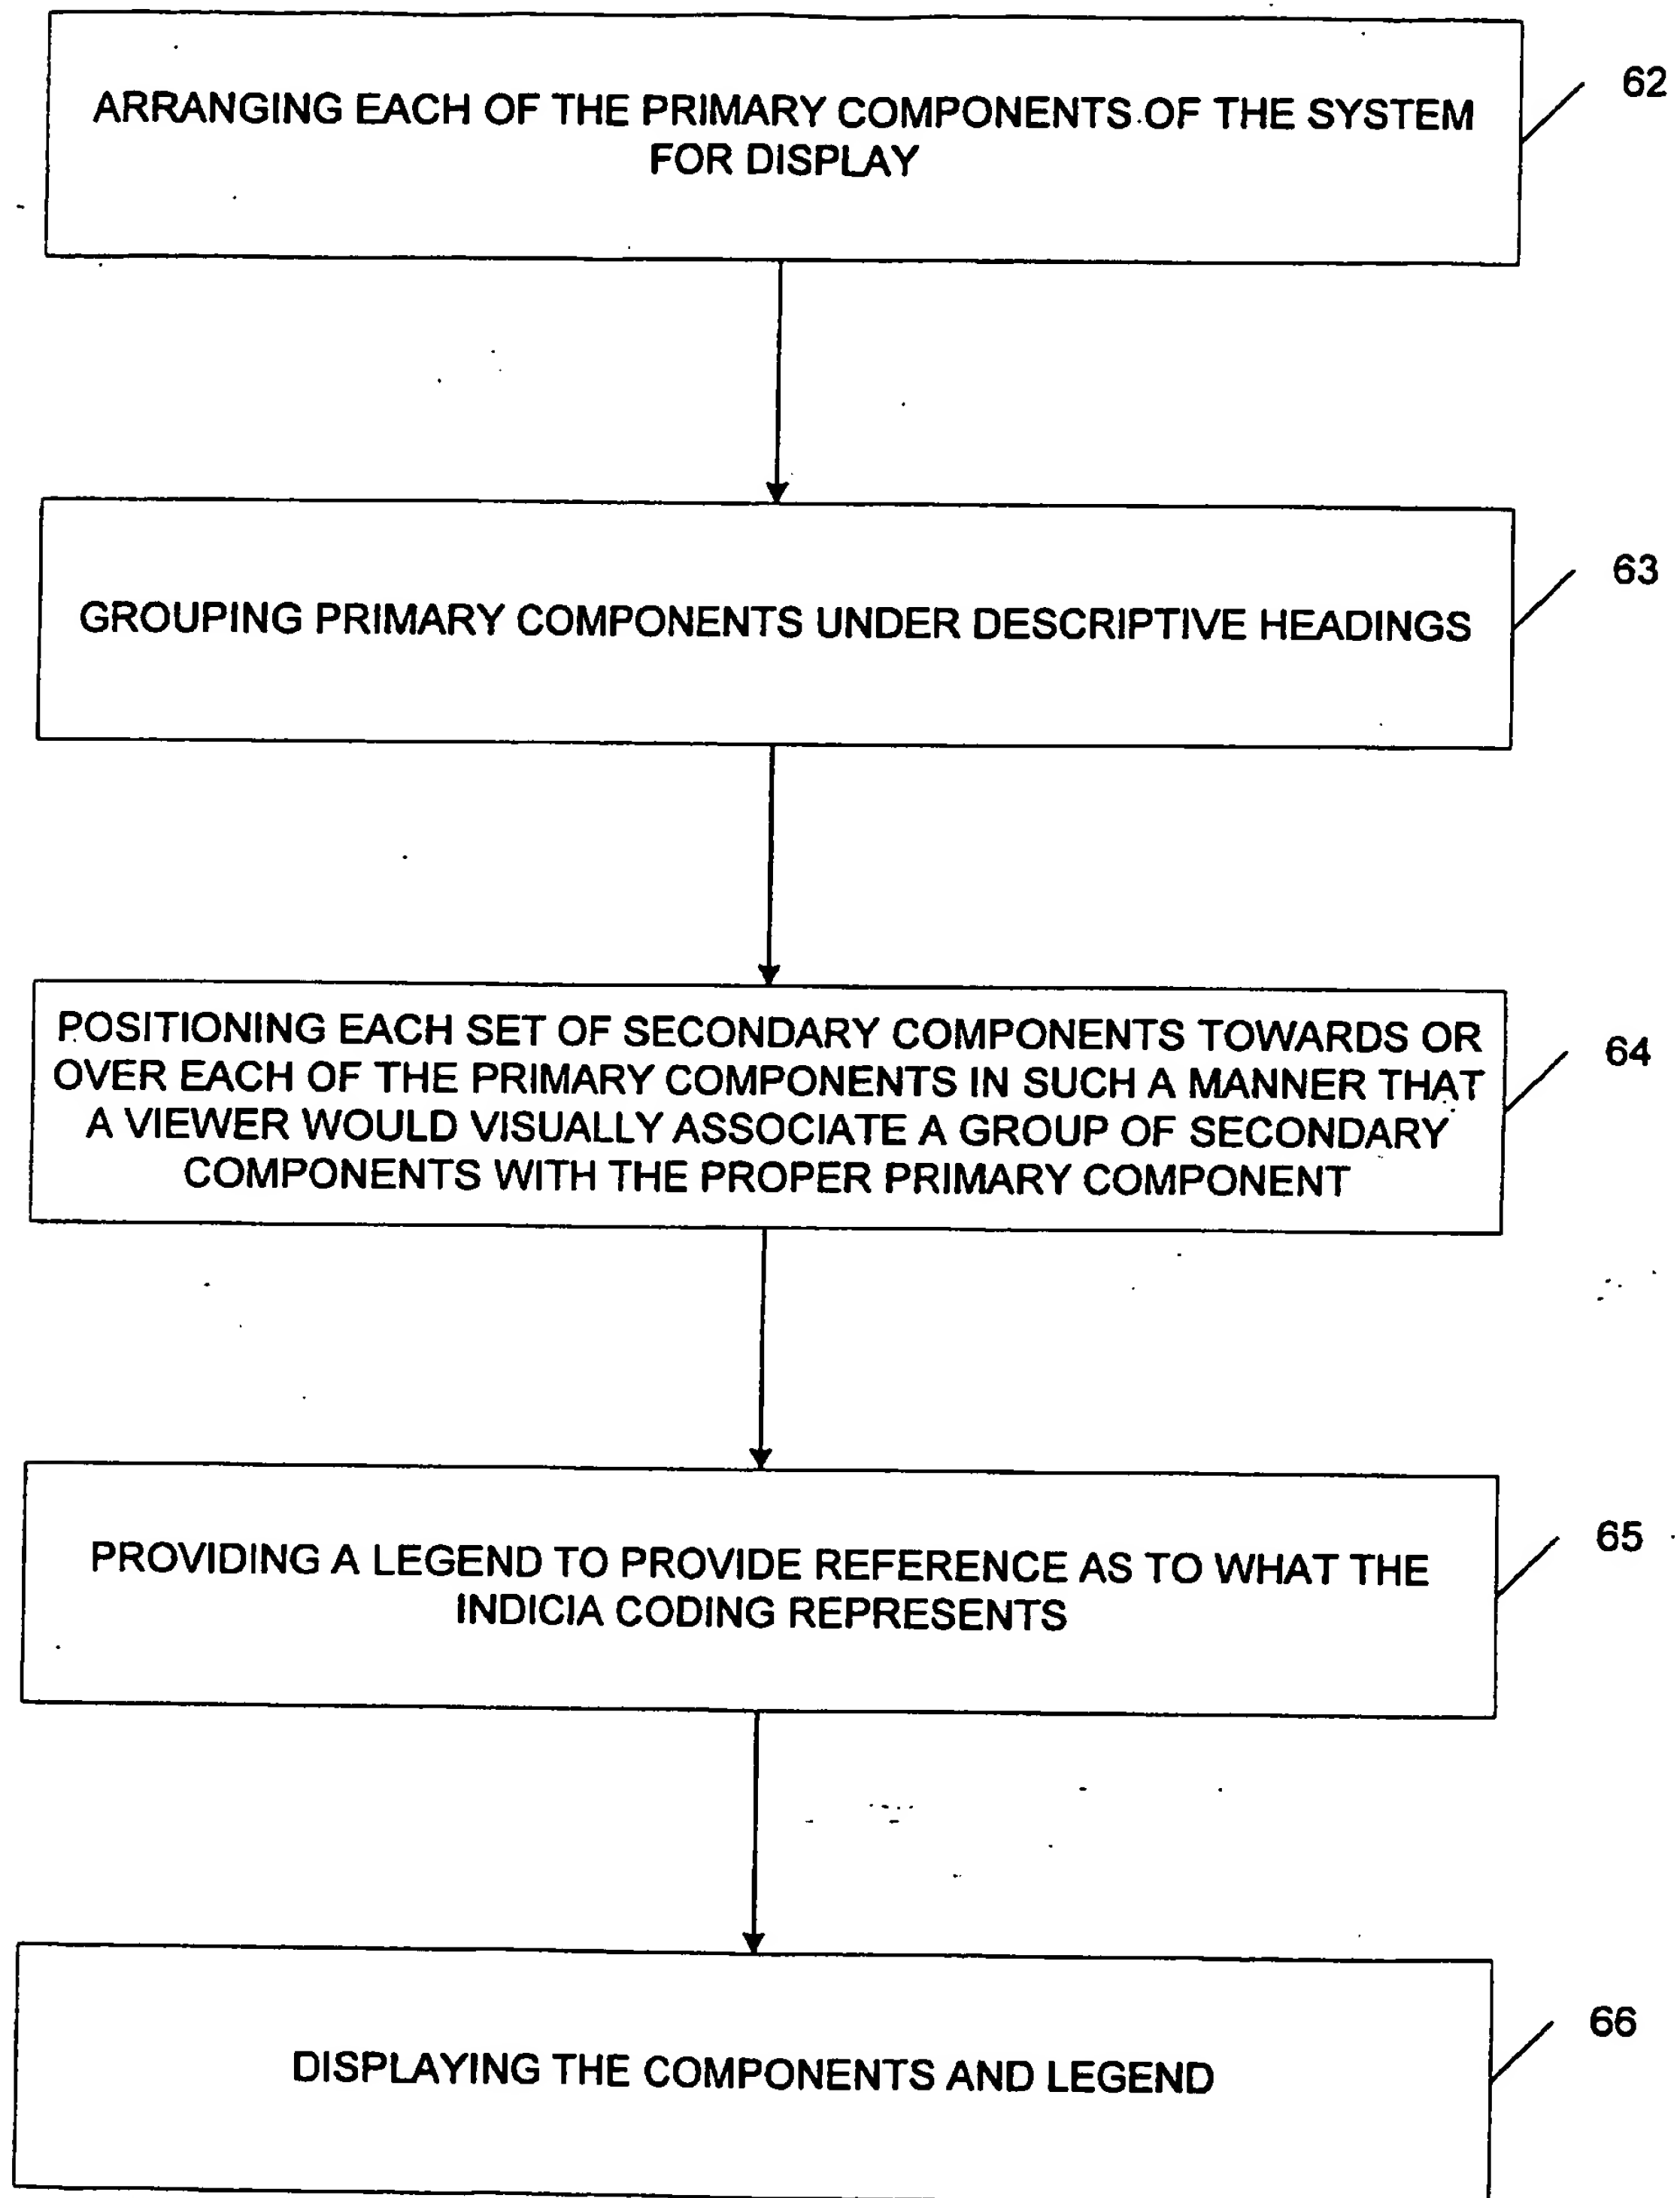 ARRANGING EACH OF THE PRIMARY COMPONENTS OF THE SYSTEM
FOR DISPLAY
62
GROUPING PRIMARY COMPONENTS UNDER DESCRIPTIVE HEADINGS
63
POSITIONING EACH SET OF SECONDARY COMPONENTS TOWARDS OR
OVER EACH OF THE PRIMARY COMPONENTS IN SUCH A MANNER THAT
A VIEWER WOULD VISUALLY ASSOCIATE A GROUP OF SECONDARY
COMPONENTS WITH THE PROPER PRIMARY COMPONENT
64
PROVIDING A LEGEND TO PROVIDE REFERENCE AS TO WHAT THE
INDICIA CODING REPRESENTS
65
DISPLAYING THE COMPONENTS AND LEGEND
66